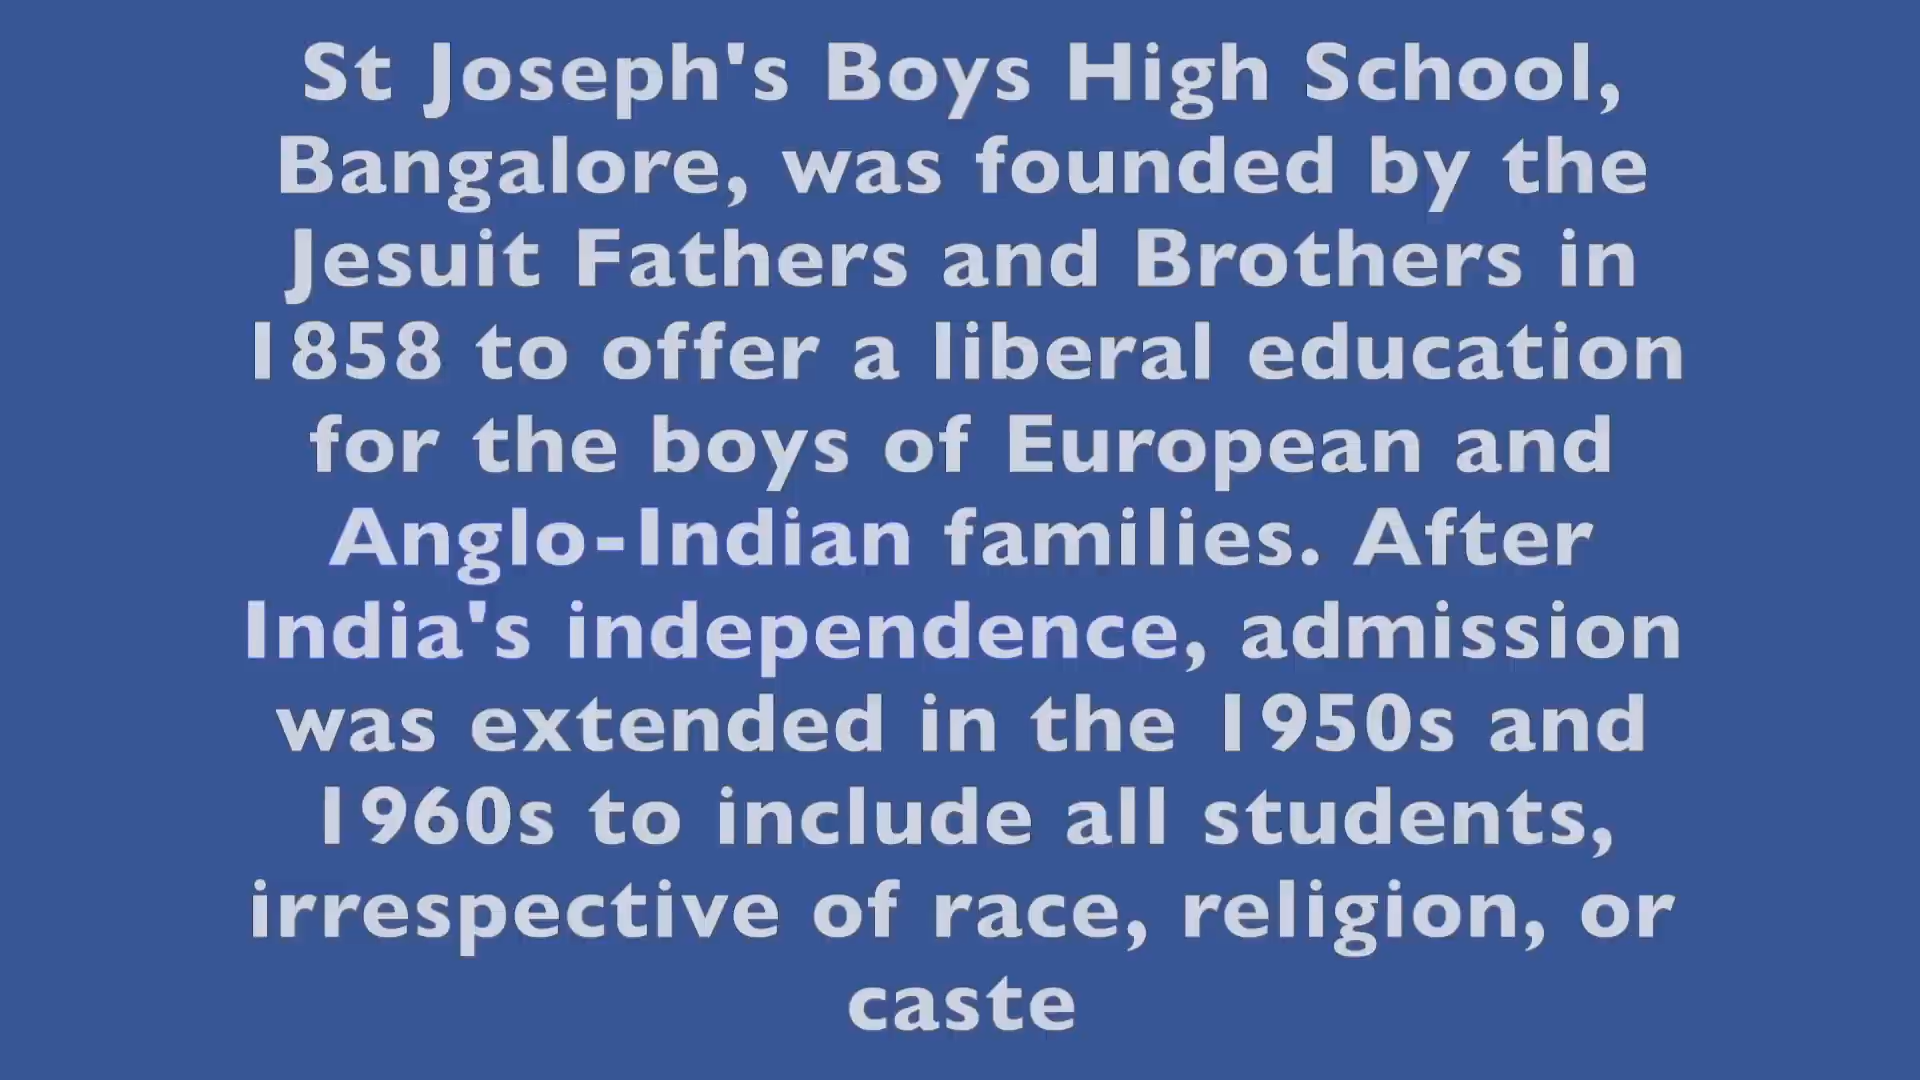 St Joseph's Boys High School,
Bangalore, was founded by the
Jesuit Fathers and Brothers in
1858 to offer a liberal education
for the boys of European and
Anglo-Indian families. After
India's independence, admission
was extended in the 1950s and
1960s to include all students,
irrespective of race, religion, or
caste